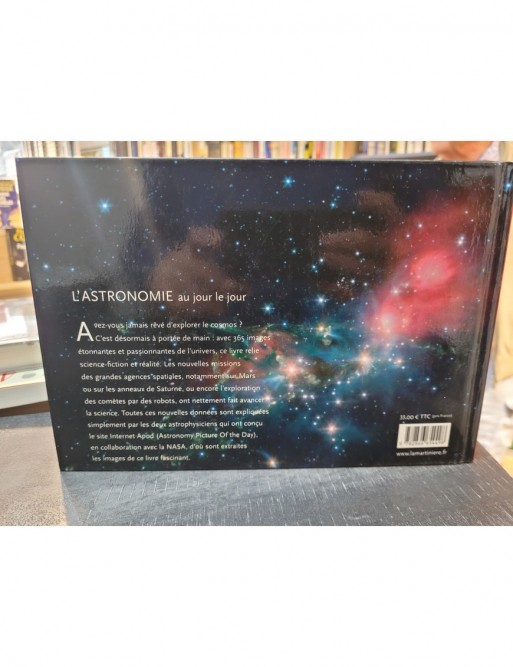 L'ASTRONOMIE au jour le jour
Avez-vous jamais rêvé d'explorer le cosmos ?
C'est désormais à portée de main : avec 365 images
étonnantes et passionnantes de l'univers, ce livre relie
science-fiction et réalité. Les nouvelles missions
des grandes agences spatiales, notamment sur Mars
ou sur les anneaux de Saturne, ou encore l'exploration
des comètes par des robots, ont nettement fait avancer
la science. Toutes ces nouvelles données sont expliquées
simplement par les deux astrophysiciens qui ont conçu
le site Internet Apod (Astronomy Picture Of the Day),
en collaboration avec la NASA, d'où sont extraites
les images de ce livre fascinant.
33.00 € TTC
www.lamartiniere.fr